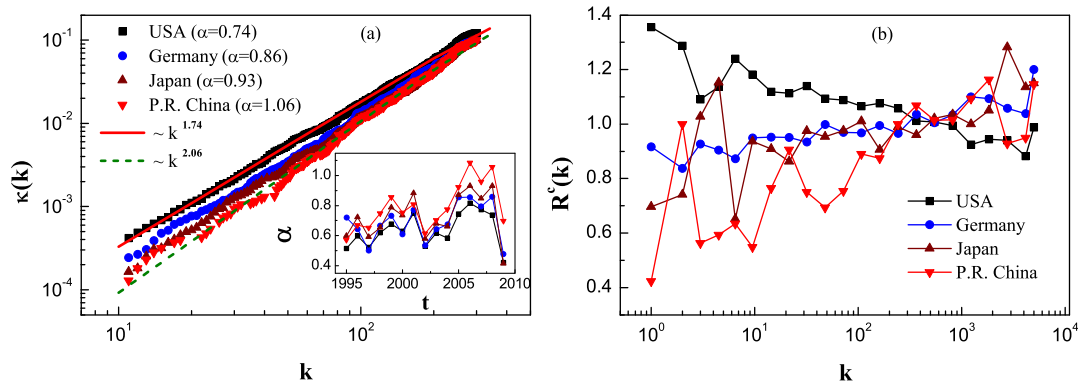 (a)
USA (α=0.74)
Germany (α=0.86)
Japan (α=0.93)
P.R. China (α=1.06)
~ k^1.74
~ k^2.06
κ(k)
10^-1
10^-2
10^-3
10^-4
10^1
10^2
k
α
1.0
0.8
0.6
0.4
1995
2000
2005
2010
t
(b)
R^c(k)
1.4
1.2
1.0
0.8
0.6
0.4
USA
Germany
Japan
P.R. China
10^0
10^1
10^2
10^3
10^4
k